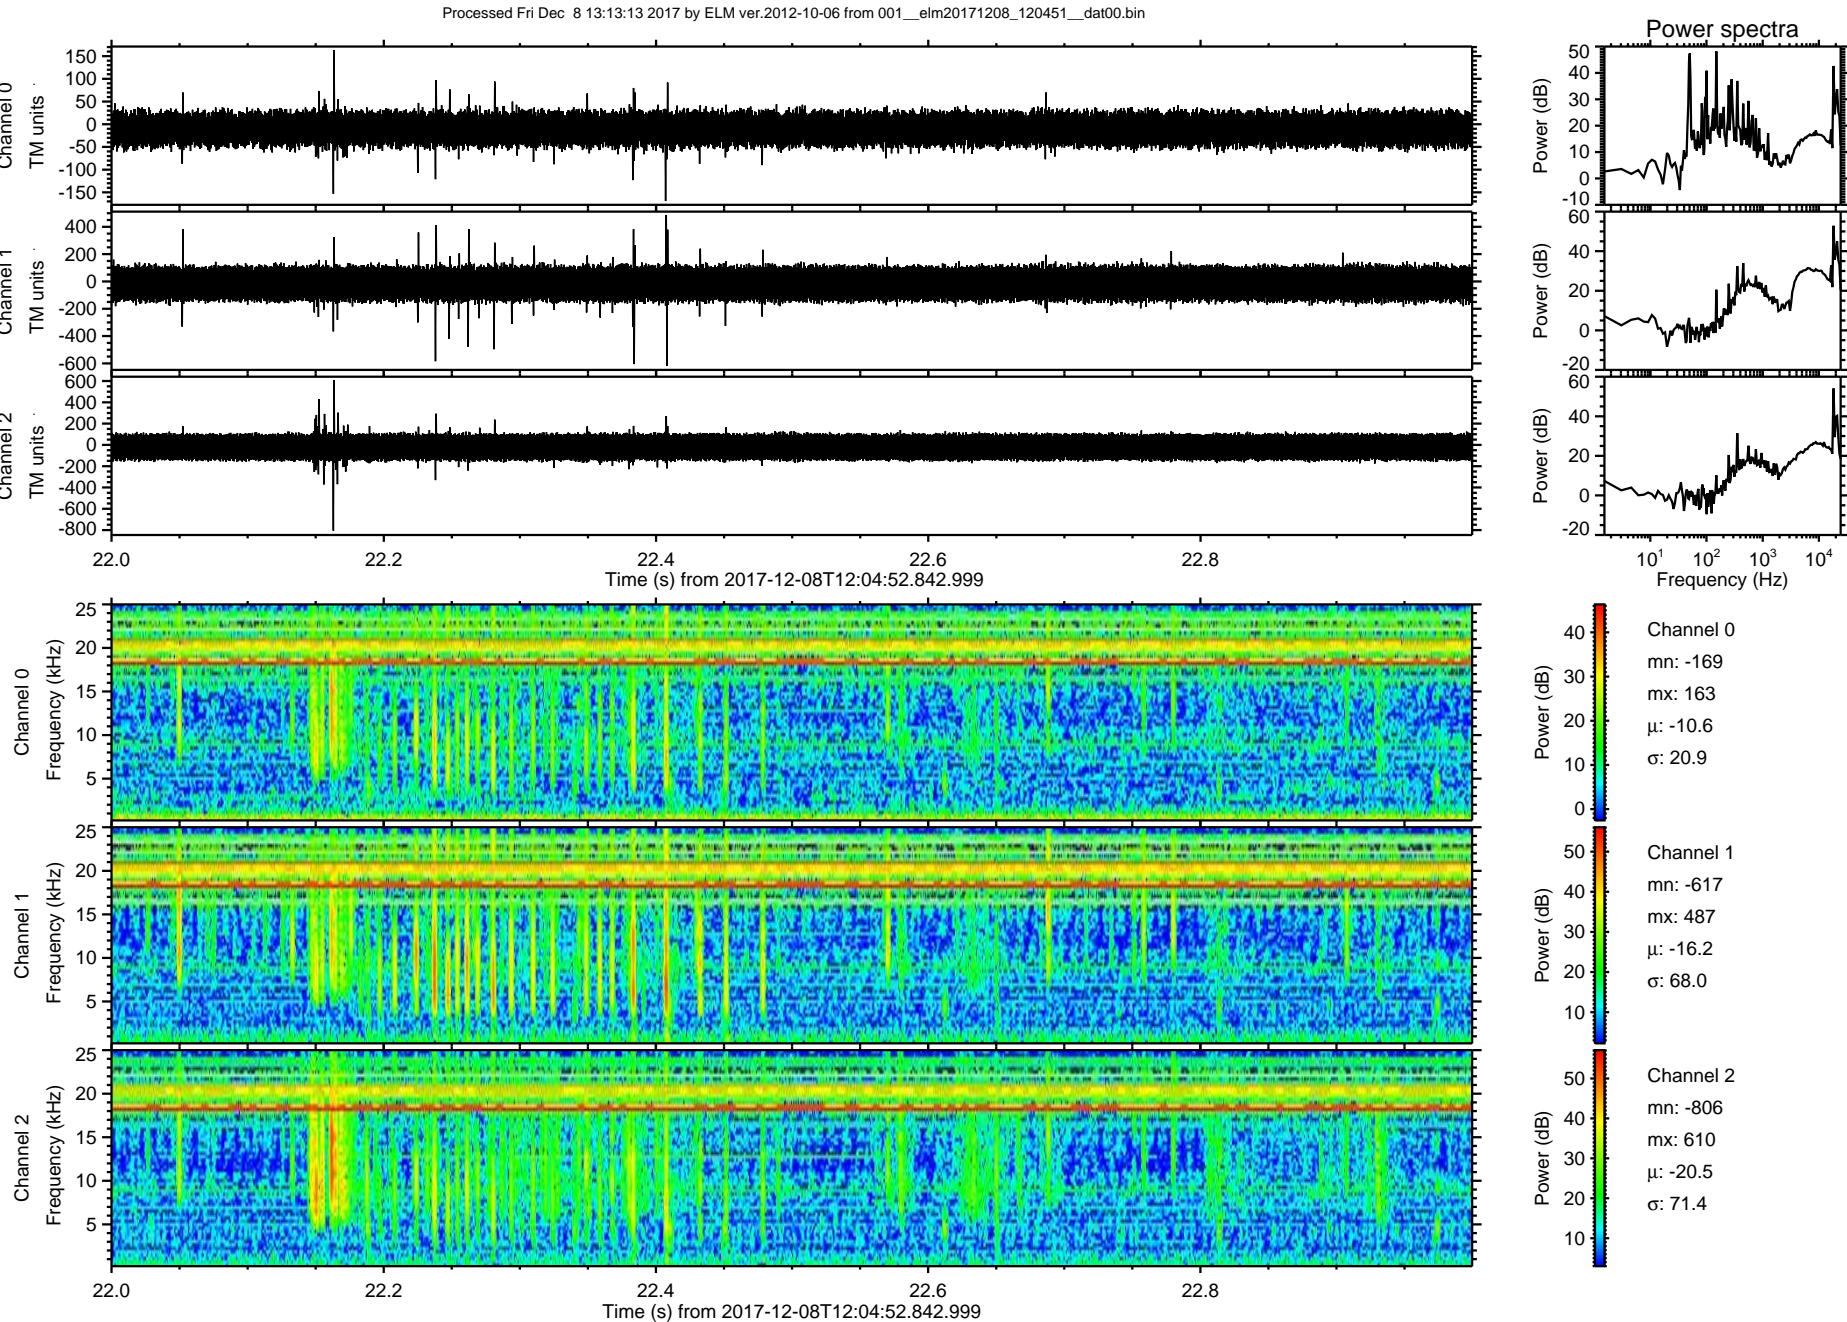 Processed Fri Dec  8 13:13:13 2017 by ELM ver.2012-10-06 from 001__elm20171208_120451__dat00.bin
Power spectra
Channel 0
TM units
150
100
50
0
-50
-100
-150
Power (dB)
50
40
30
20
10
0
-10
Channel 1
TM units
400
200
0
-200
-400
-600
Power (dB)
60
40
20
0
-20
Channel 2
TM units
600
400
200
0
-200
-400
-600
-800
Power (dB)
60
40
20
0
-20
22.0 22.2 22.4 22.6 22.8
Time (s) from 2017-12-08T12:04:52.842.999
10¹ 10² 10³ 10⁴
Frequency (Hz)
Channel 0
Frequency (kHz)
25
20
15
10
5
Power (dB)
40
30
20
10
0
Channel 0
mn: -169
mx: 163
μ: -10.6
σ: 20.9
Channel 1
Frequency (kHz)
25
20
15
10
5
Power (dB)
50
40
30
20
10
Channel 1
mn: -617
mx: 487
μ: -16.2
σ: 68.0
Channel 2
Frequency (kHz)
25
20
15
10
5
Power (dB)
50
40
30
20
10
Channel 2
mn: -806
mx: 610
μ: -20.5
σ: 71.4
22.0 22.2 22.4 22.6 22.8
Time (s) from 2017-12-08T12:04:52.842.999